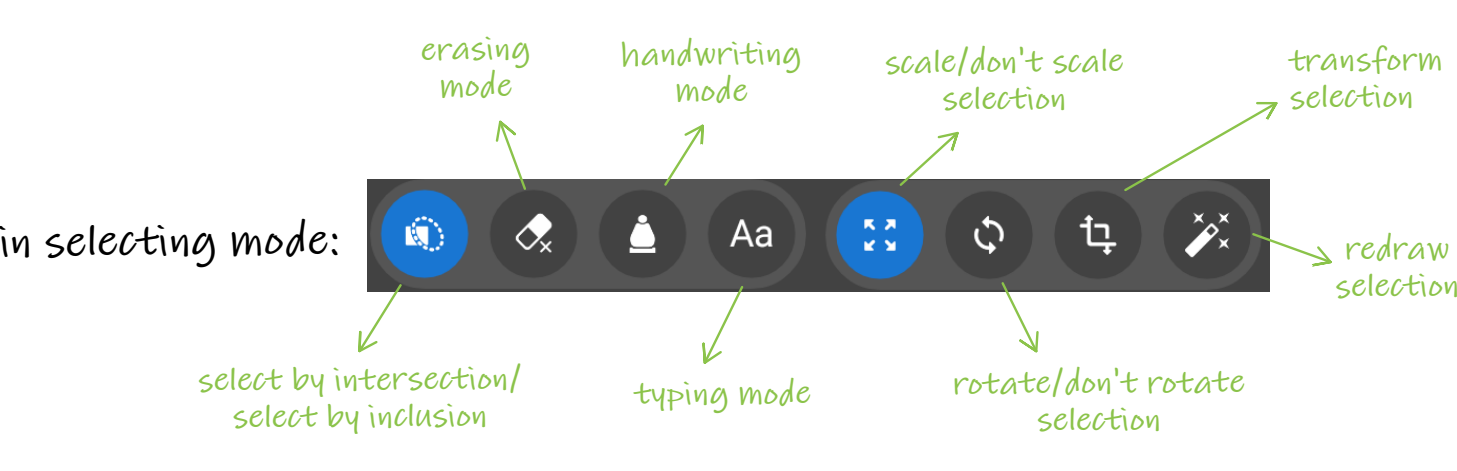 erasing
mode
handwriting
mode
scale/don't scale
selection
transform
selection
in selecting mode:
Aa
redraw
selection
select by intersection/
select by inclusion
typing mode
rotate/don't rotate
selection